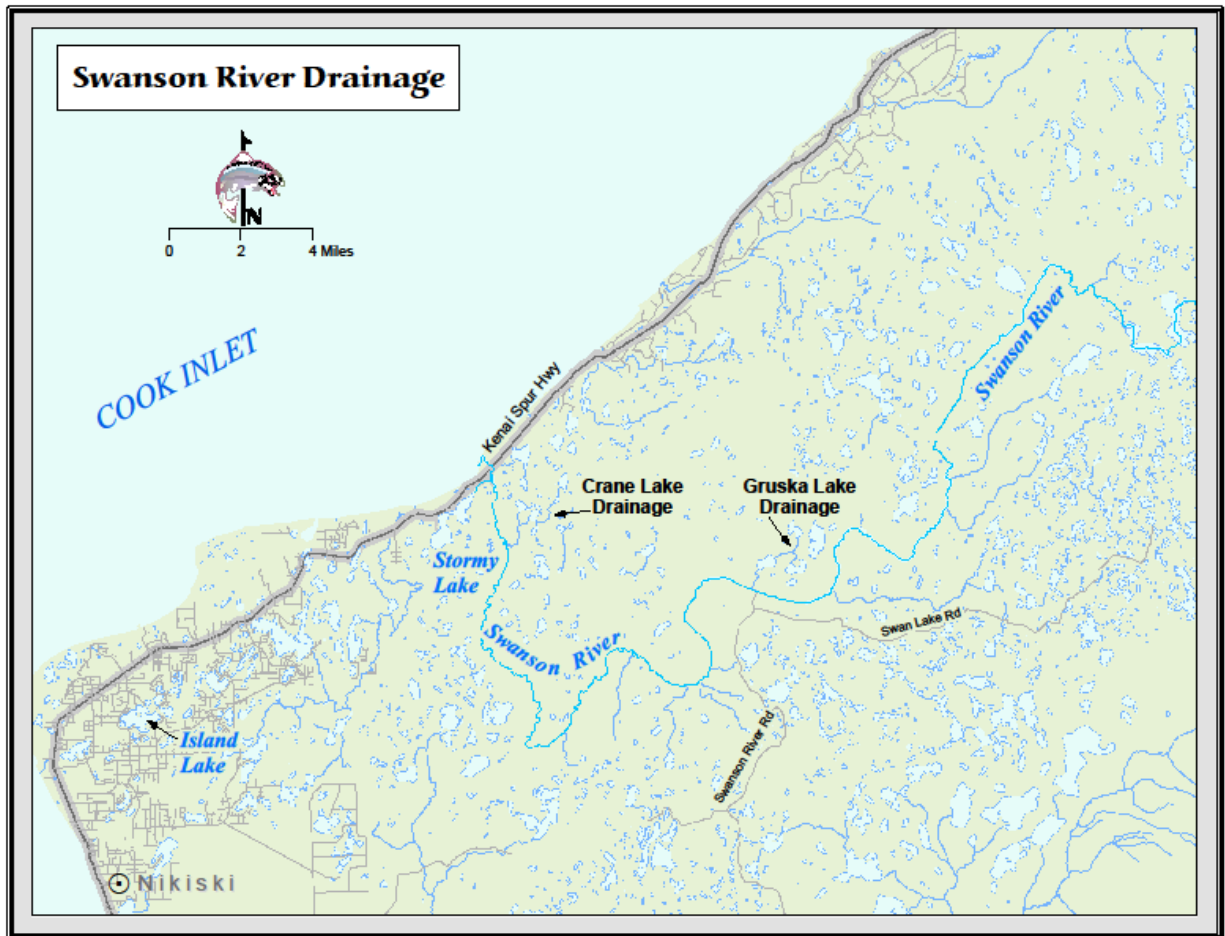 Swanson River Drainage
N
0 2 4 Miles
COOK INLET
Kenai Spur Hwy
Swanson River
Crane Lake
Drainage
Gruska Lake
Drainage
Stormy
Lake
Swan Lake Rd
Swanson River
Island
Lake
Swanson River Rd
Nikiski